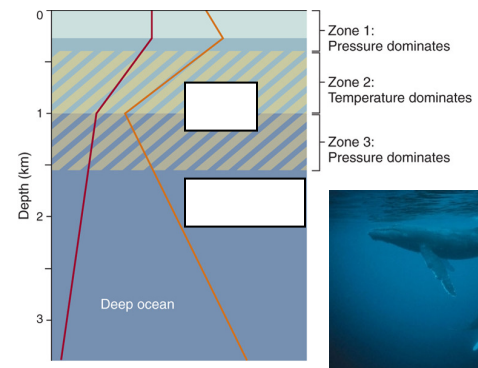 0
1
2
3
Depth (km)
Zone 1:
Pressure dominates
Zone 2:
Temperature dominates
Zone 3:
Pressure dominates
Deep ocean